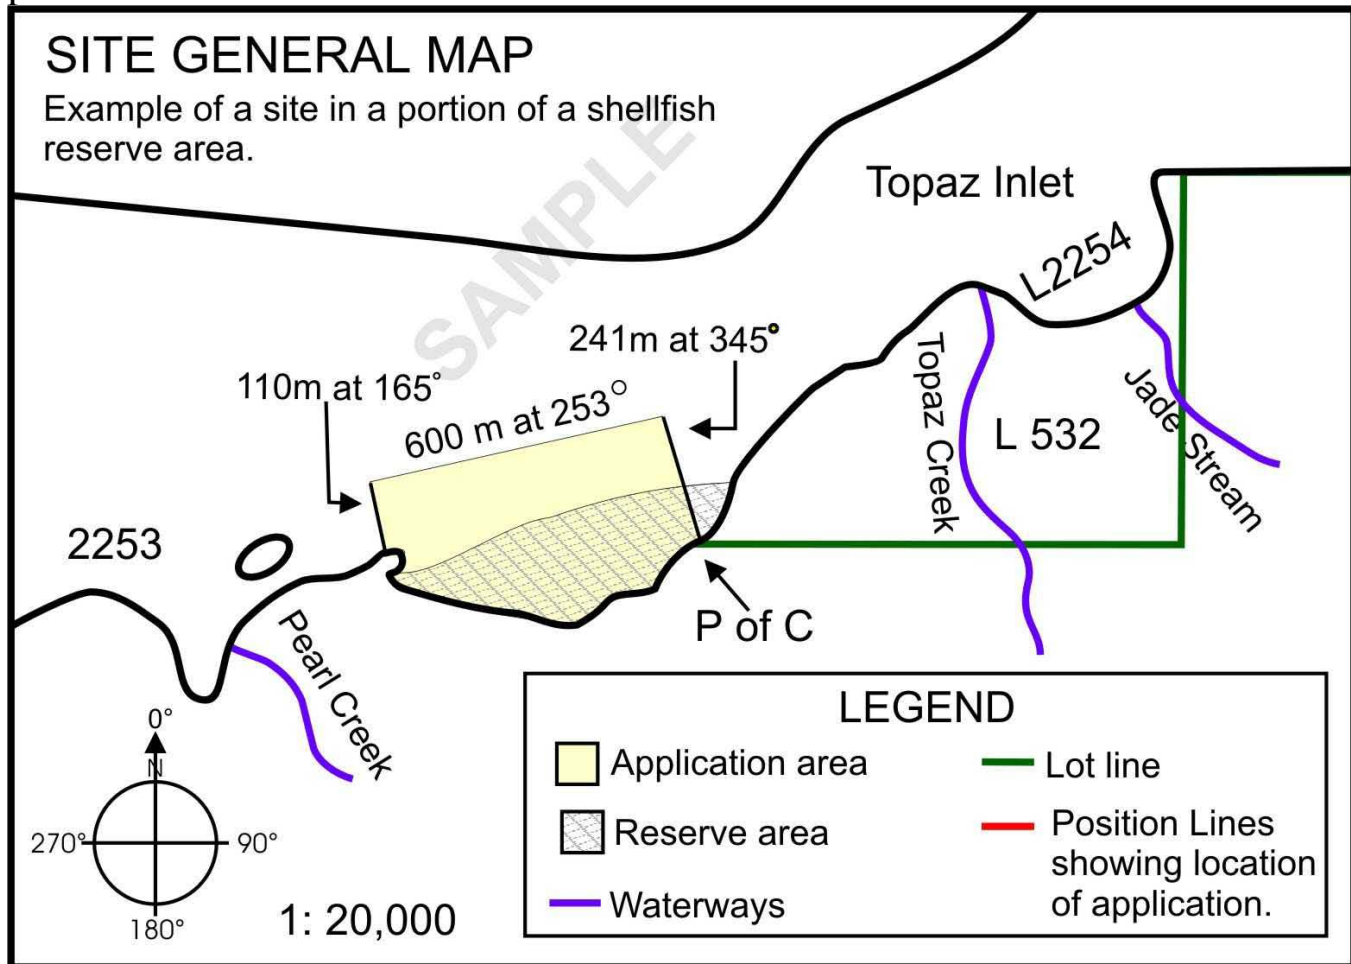 SITE GENERAL MAP
Example of a site in a portion of a shellfish
reserve area.
SAMPLE
Topaz Inlet
L2254
241m at 345°
110m at 165°
600 m at 253°
Topaz Creek
L 532
Jade Stream
2253
P of C
Pearl Creek
0°
N
270°
90°
180°
1: 20,000
LEGEND
Application area
Reserve area
Waterways
Lot line
Position Lines
showing location
of application.